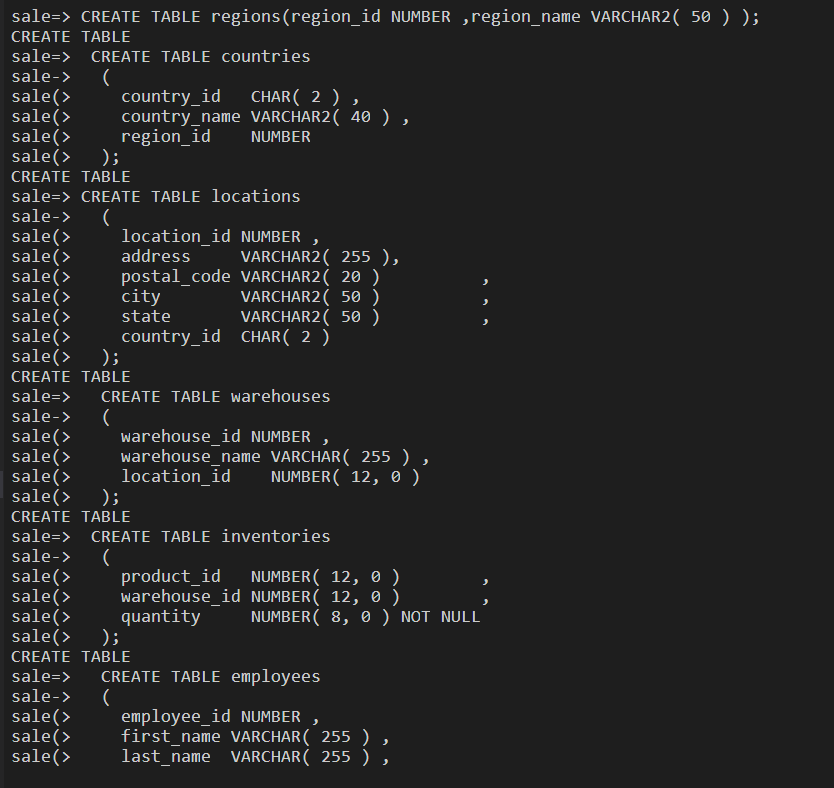 sale=> CREATE TABLE regions(region_id NUMBER ,region_name VARCHAR2( 50 ) );
CREATE TABLE
sale=>  CREATE TABLE countries
sale->   (
sale(>     country_id   CHAR( 2 ) ,
sale(>     country_name VARCHAR2( 40 ) ,
sale(>     region_id    NUMBER
sale(>   );
CREATE TABLE
sale=> CREATE TABLE locations
sale->   (
sale(>     location_id NUMBER ,
sale(>     address     VARCHAR2( 255 ),
sale(>     postal_code VARCHAR2( 20 )          ,
sale(>     city        VARCHAR2( 50 )          ,
sale(>     state       VARCHAR2( 50 )          ,
sale(>     country_id  CHAR( 2 )
sale(>   );
CREATE TABLE
sale=>   CREATE TABLE warehouses
sale->   (
sale(>     warehouse_id NUMBER ,
sale(>     warehouse_name VARCHAR( 255 ) ,
sale(>     location_id    NUMBER( 12, 0 )
sale(>   );
CREATE TABLE
sale=>  CREATE TABLE inventories
sale->   (
sale(>     product_id   NUMBER( 12, 0 )        ,
sale(>     warehouse_id NUMBER( 12, 0 )        ,
sale(>     quantity     NUMBER( 8, 0 ) NOT NULL
sale(>   );
CREATE TABLE
sale=>   CREATE TABLE employees
sale->   (
sale(>     employee_id NUMBER ,
sale(>     first_name VARCHAR( 255 ) ,
sale(>     last_name  VARCHAR( 255 ) ,